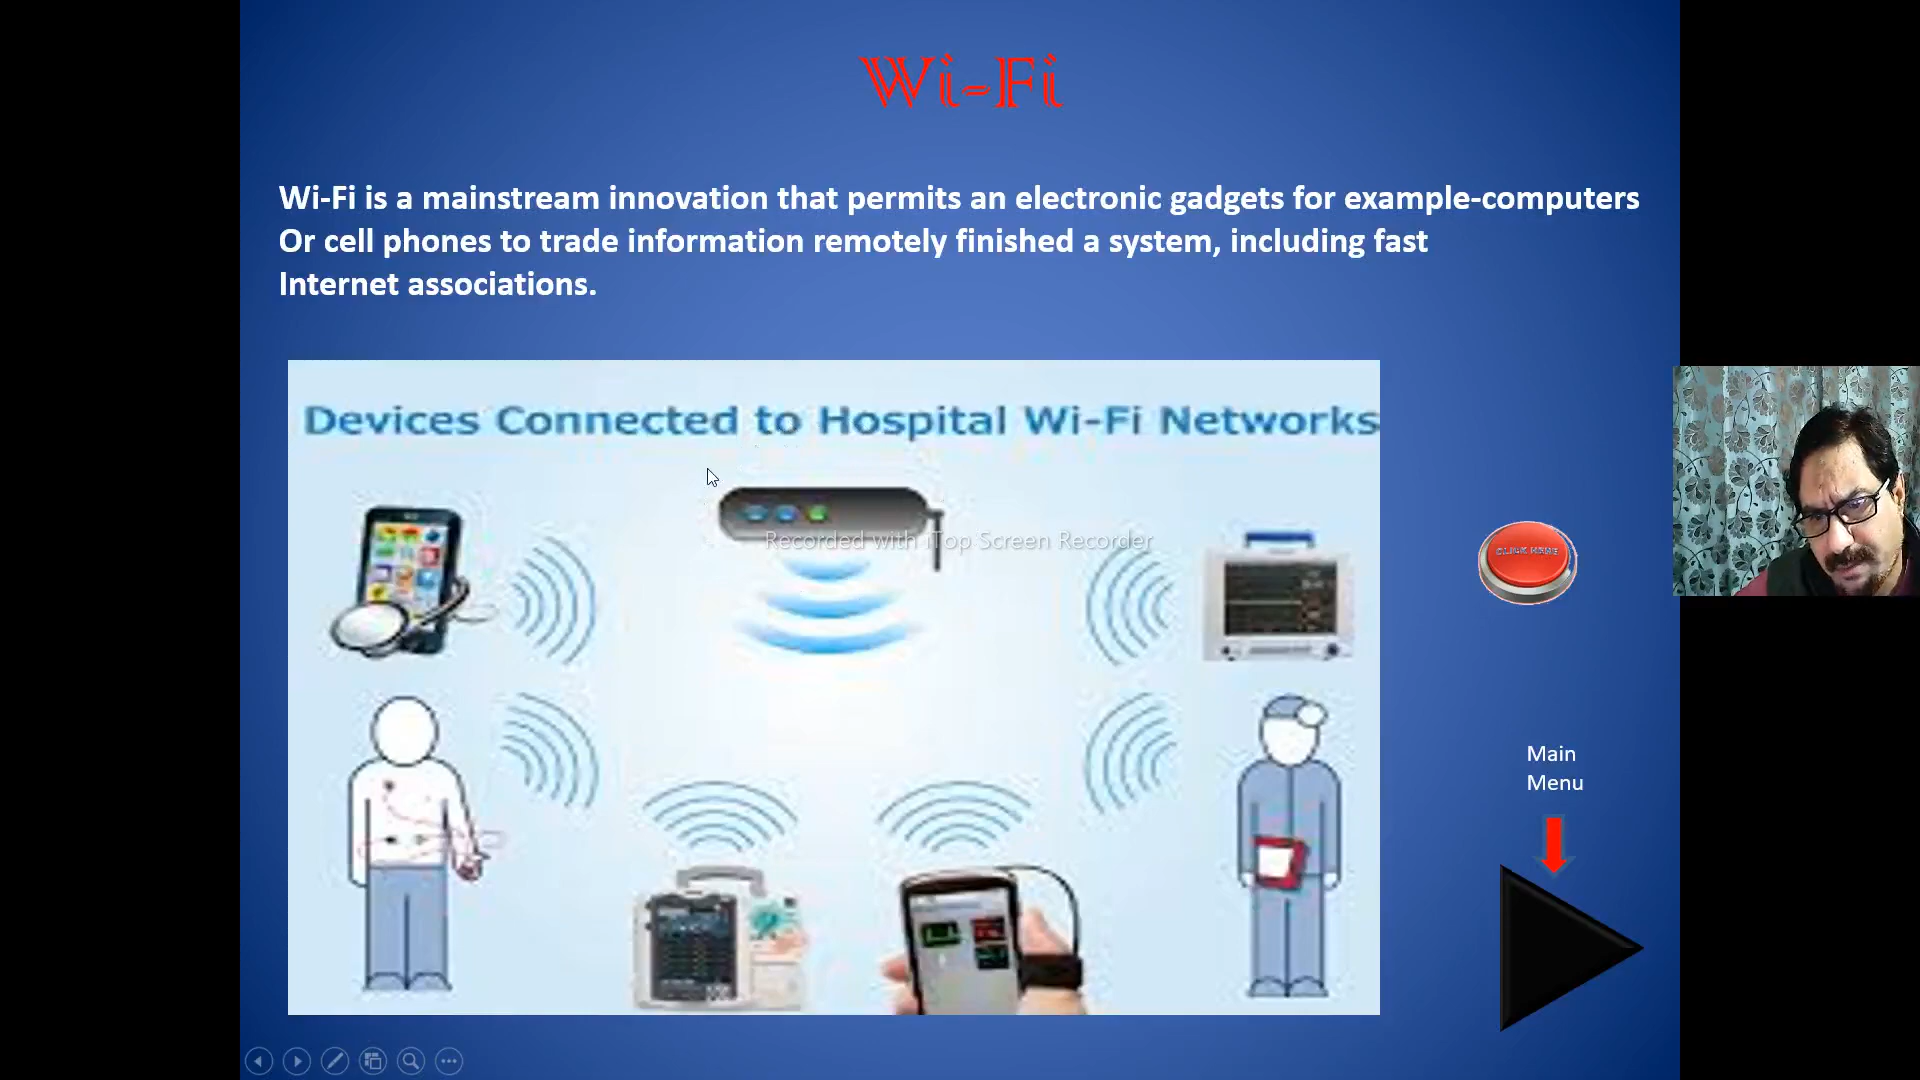 Wi-Fi
Wi-Fi is a mainstream innovation that permits an electronic gadgets for example-computers
Or cell phones to trade information remotely finished a system, including fast
Internet associations.
Devices Connected to Hospital Wi-Fi Networks
Recorded with iTop Screen Recorder
CLICK HERE
Main
Menu